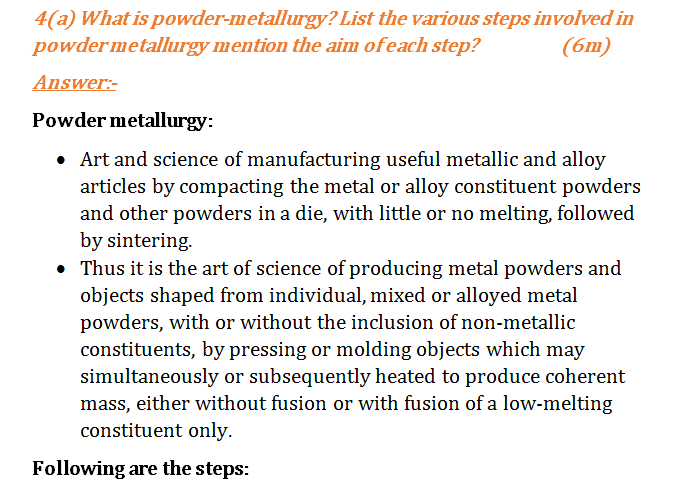 4(a) What is powder-metallurgy? List the various steps involved in
powder metallurgy mention the aim of each step? (6m)
Answer:-
Powder metallurgy:
• Art and science of manufacturing useful metallic and alloy
articles by compacting the metal or alloy constituent powders
and other powders in a die, with little or no melting, followed
by sintering.
• Thus it is the art of science of producing metal powders and
objects shaped from individual, mixed or alloyed metal
powders, with or without the inclusion of non-metallic
constituents, by pressing or molding objects which may
simultaneously or subsequently heated to produce coherent
mass, either without fusion or with fusion of a low-melting
constituent only.
Following are the steps: